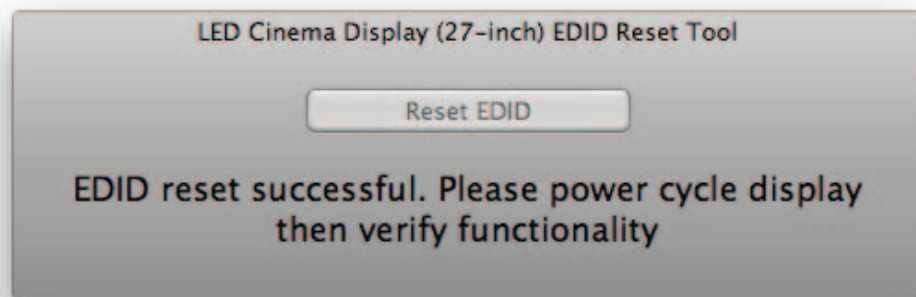 LED Cinema Display (27-inch) EDID Reset Tool
Reset EDID
EDID reset successful. Please power cycle display
then verify functionality